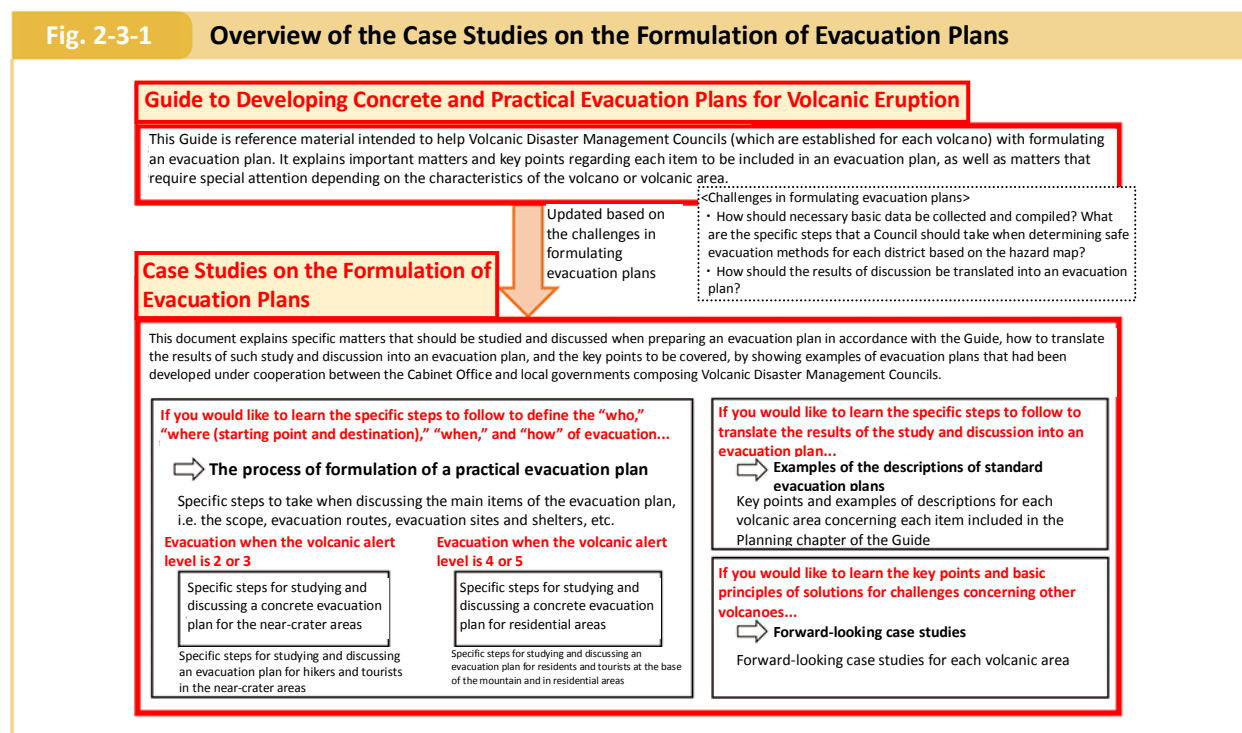 Fig. 2-3-1
Overview of the Case Studies on the Formulation of Evacuation Plans
Guide to Developing Concrete and Practical Evacuation Plans for Volcanic Eruption
This Guide is reference material intended to help Volcanic Disaster Management Councils (which are established for each volcano) with formulating
an evacuation plan. It explains important matters and key points regarding each item to be included in an evacuation plan, as well as matters that
require special attention depending on the characteristics of the volcano or volcanic area.
Updated based on
the challenges in
formulating
evacuation plans
<Challenges in formulating evacuation plans>
・How should necessary basic data be collected and compiled? What
are the specific steps that a Council should take when determining safe
evacuation methods for each district based on the hazard map?
・How should the results of discussion be translated into an evacuation
plan?
Case Studies on the Formulation of
Evacuation Plans
This document explains specific matters that should be studied and discussed when preparing an evacuation plan in accordance with the Guide, how to translate
the results of such study and discussion into an evacuation plan, and the key points to be covered, by showing examples of evacuation plans that had been
developed under cooperation between the Cabinet Office and local governments composing Volcanic Disaster Management Councils.
If you would like to learn the specific steps to follow to define the “who,”
“where (starting point and destination),” “when,” and “how” of evacuation...
The process of formulation of a practical evacuation plan
Specific steps to take when discussing the main items of the evacuation plan,
i.e. the scope, evacuation routes, evacuation sites and shelters, etc.
Evacuation when the volcanic alert
level is 2 or 3
Specific steps for studying and
discussing a concrete evacuation
plan for the near-crater areas
Specific steps for studying and discussing
an evacuation plan for hikers and tourists
in the near-crater areas
Evacuation when the volcanic alert
level is 4 or 5
Specific steps for studying and
discussing a concrete evacuation
plan for residential areas
Specific steps for studying and discussing an
evacuation plan for residents and tourists at the base
of the mountain and in residential areas
If you would like to learn the specific steps to follow to
translate the results of the study and discussion into an
evacuation plan...
Examples of the descriptions of standard
evacuation plans
Key points and examples of descriptions for each
volcanic area concerning each item included in the
Planning chapter of the Guide
If you would like to learn the key points and basic
principles of solutions for challenges concerning other
volcanoes...
Forward-looking case studies
Forward-looking case studies for each volcanic area